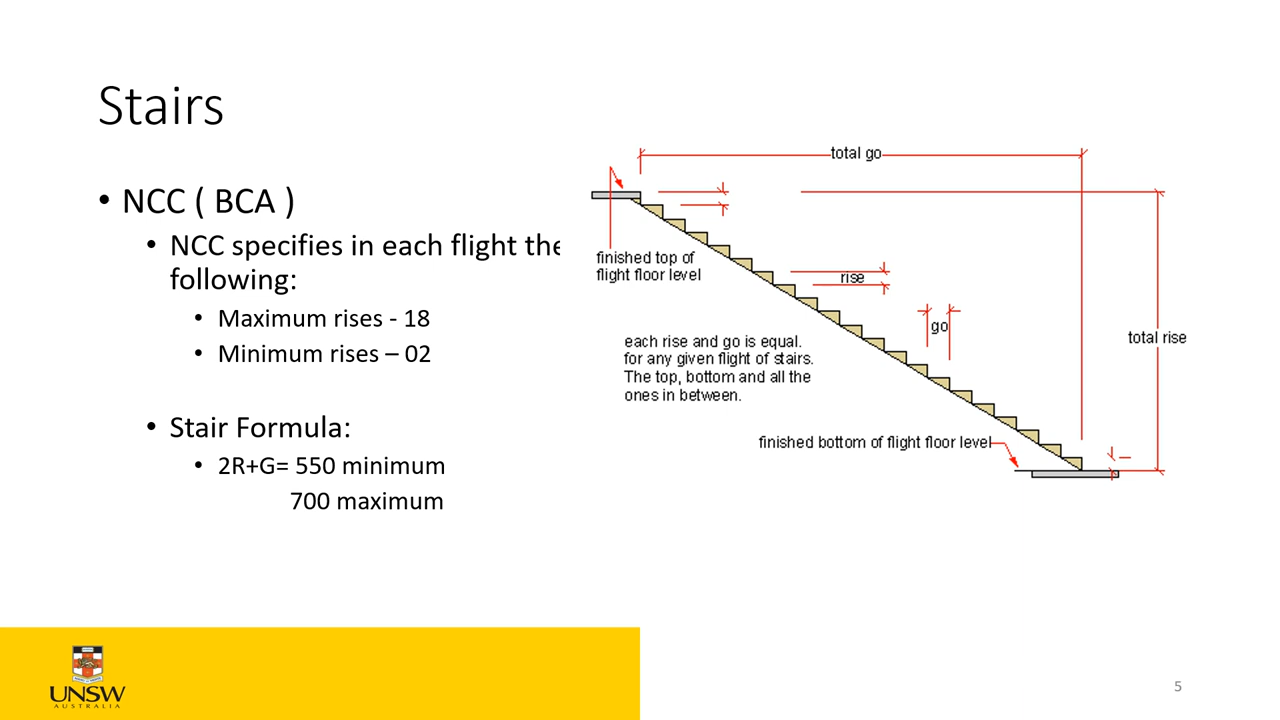 Stairs
• NCC ( BCA )
• NCC specifies in each flight the
following:
• Maximum rises - 18
• Minimum rises – 02
• Stair Formula:
• 2R+G= 550 minimum
700 maximum
total go
finished top of
flight floor level
rise
go
total rise
each rise and go is equal.
for any given flight of stairs.
The top, bottom and all the
ones in between.
finished bottom of flight floor level
UNSW
AUSTRALIA
5